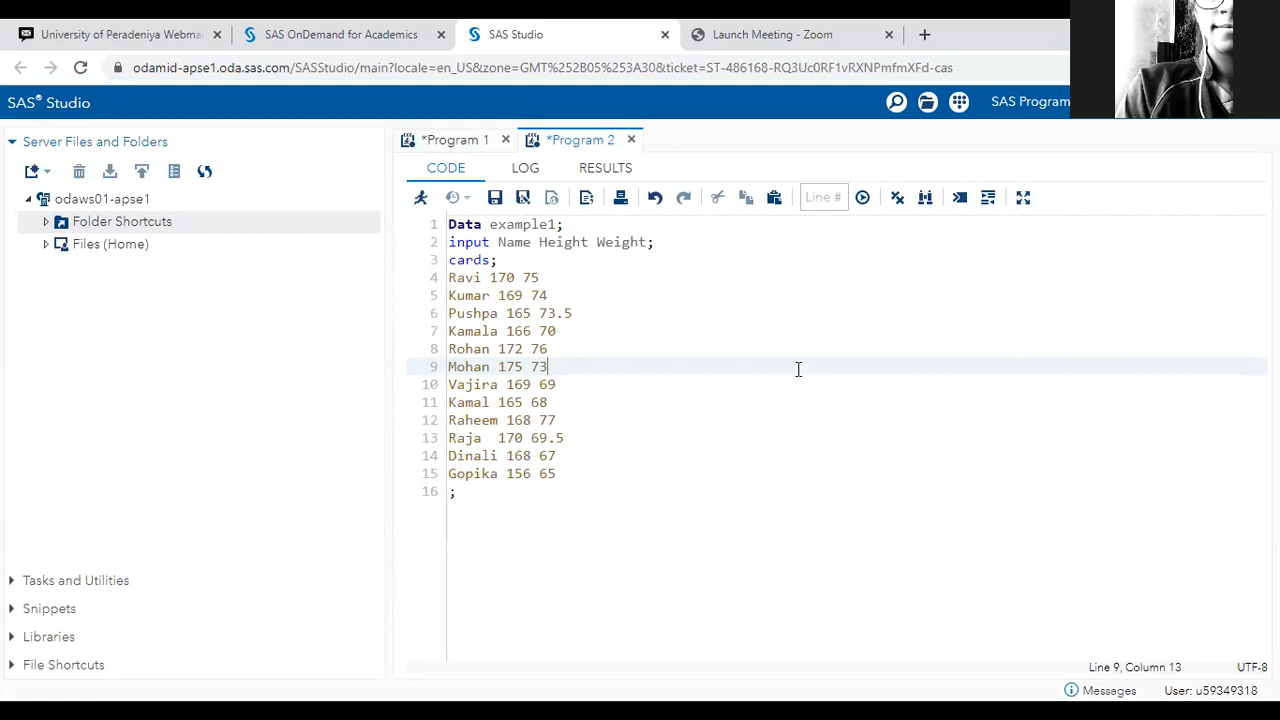 University of Peradeniya Webma
SAS OnDemand for Academics
SAS Studio
Launch Meeting - Zoom
odamid-apse1.oda.sas.com/SASStudio/main?locale=en_US&zone=GMT%252B05%253A30&ticket=ST-486168-RQ3Uc0RF1vRXNPmfmXFd-cas
SAS® Studio
SAS Program
Server Files and Folders
odaws01-apse1
Folder Shortcuts
Files (Home)
Tasks and Utilities
Snippets
Libraries
File Shortcuts
*Program 1
*Program 2
CODE LOG RESULTS
Line #
1 Data example1;
2 input Name Height Weight;
3 cards;
4 Ravi 170 75
5 Kumar 169 74
6 Pushpa 165 73.5
7 Kamala 166 70
8 Rohan 172 76
9 Mohan 175 73
10 Vajira 169 69
11 Kamal 165 68
12 Raheem 168 77
13 Raja  170 69.5
14 Dinali 168 67
15 Gopika 156 65
16 ;
Line 9, Column 13 UTF-8
Messages User: u59349318